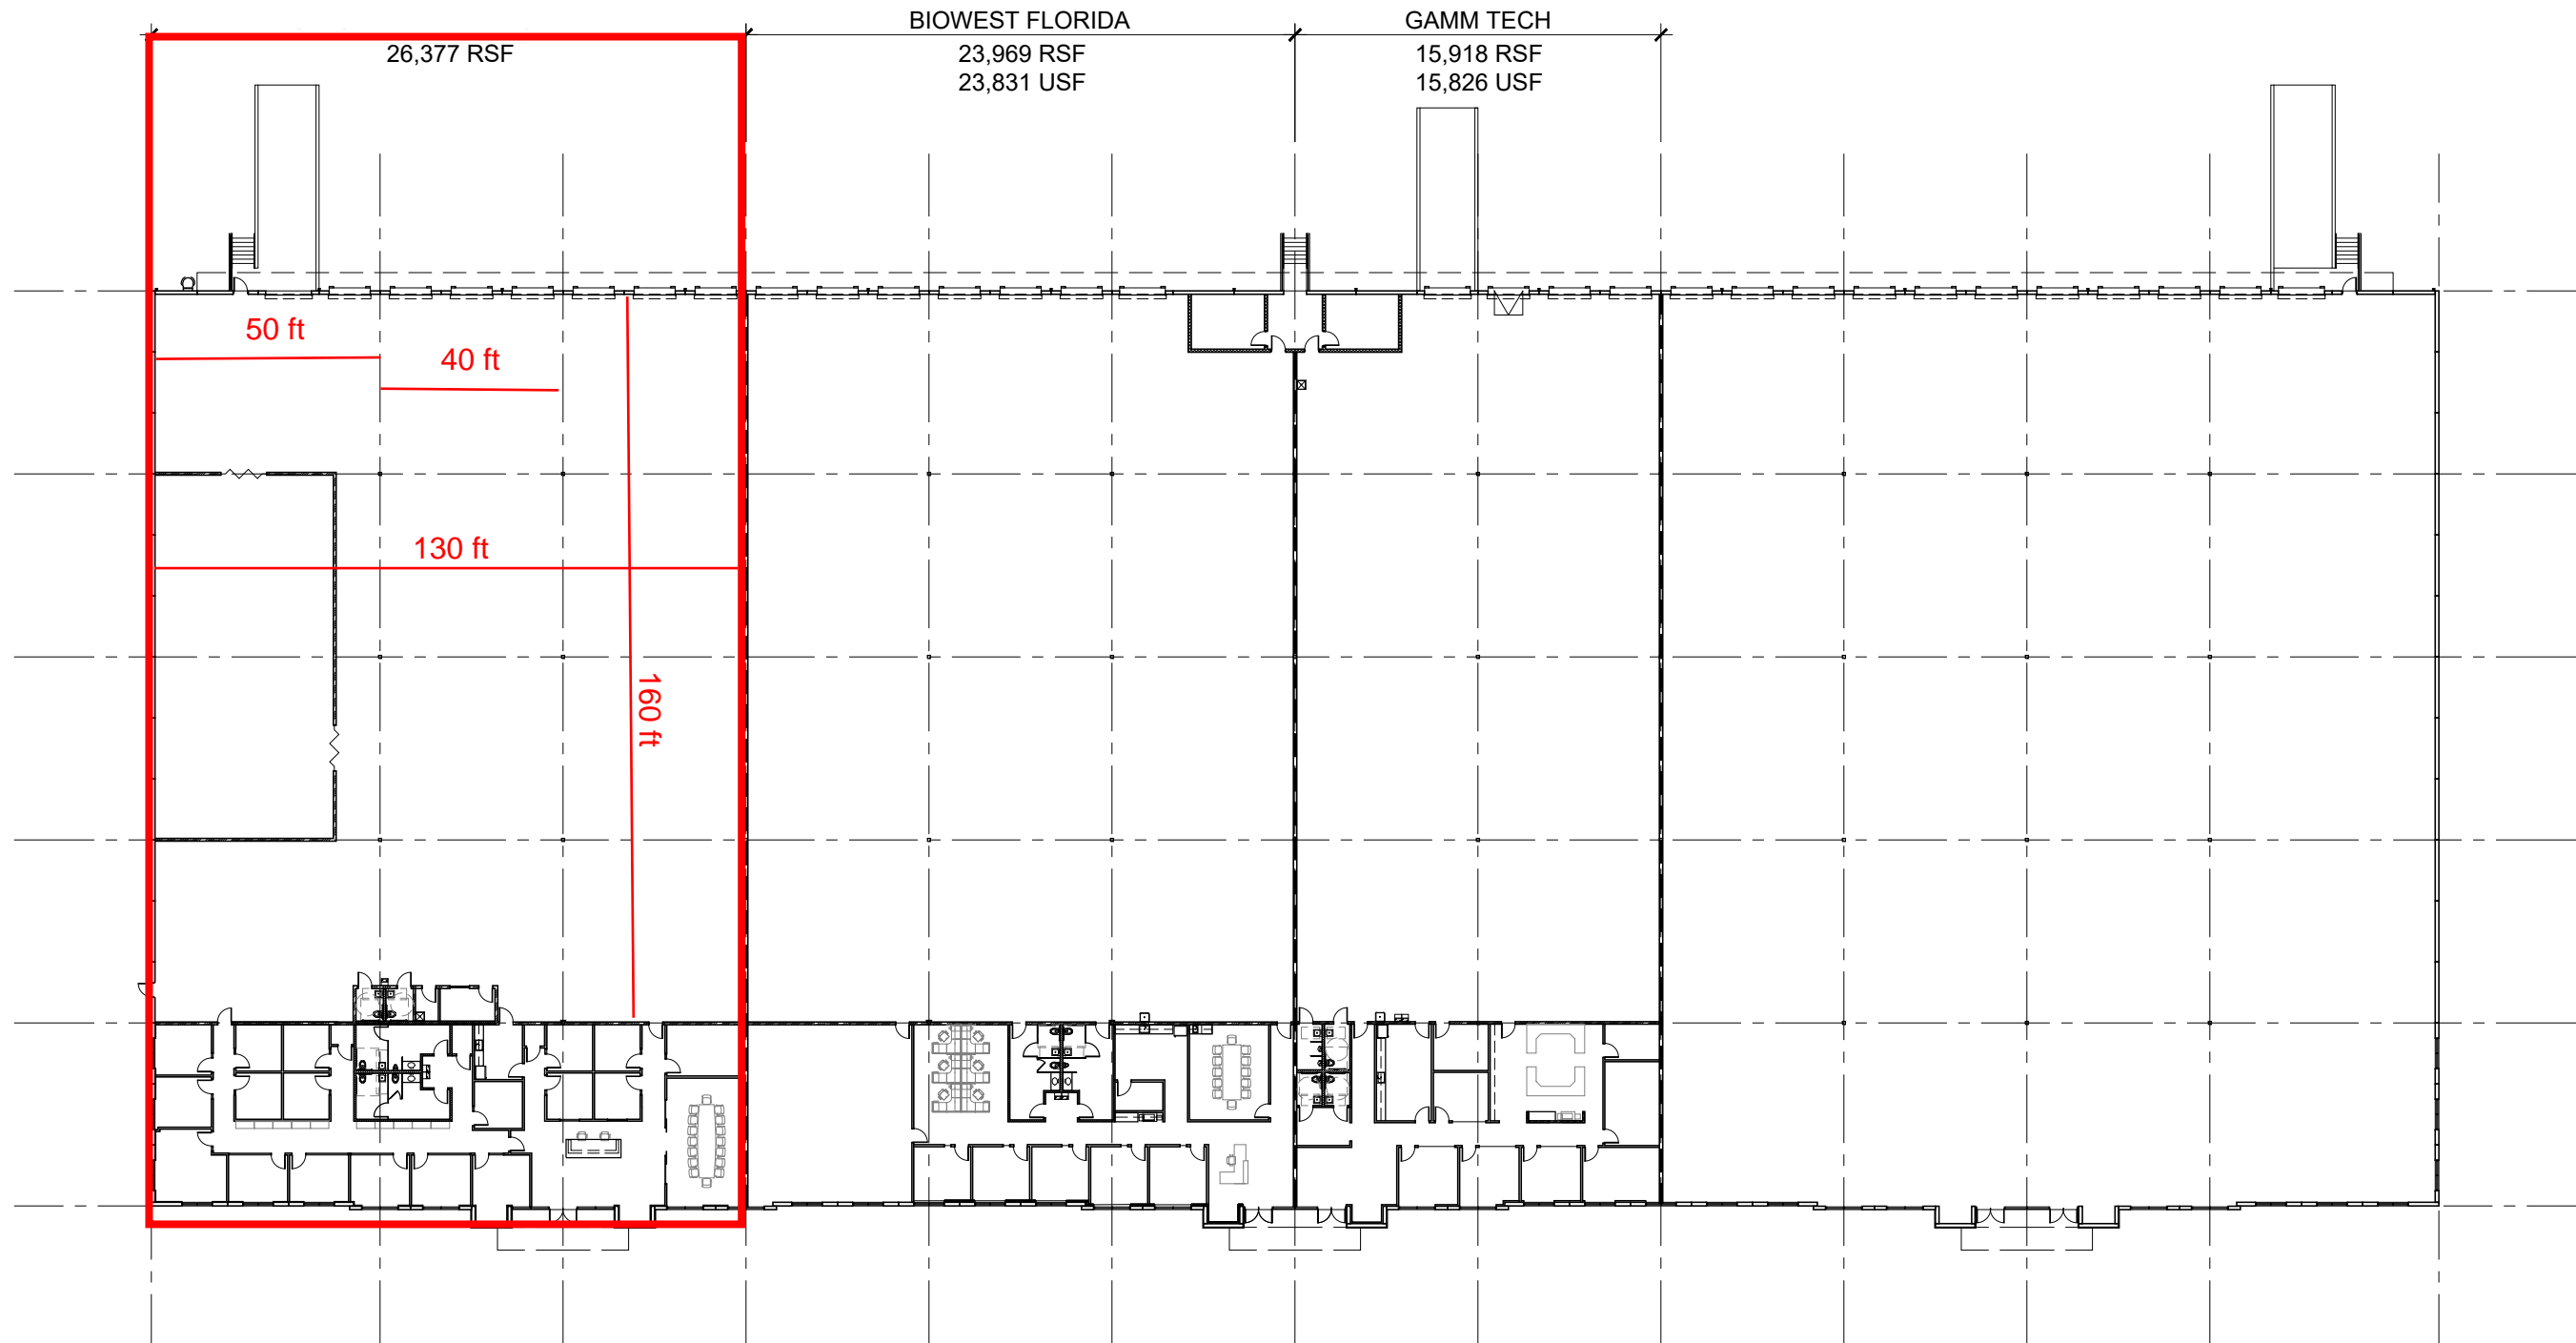 BIOWEST FLORIDA
GAMM TECH
26,377 RSF
23,969 RSF
15,918 RSF
23,831 USF
15,826 USF
50 ft
40 ft
130 ft
160 ft